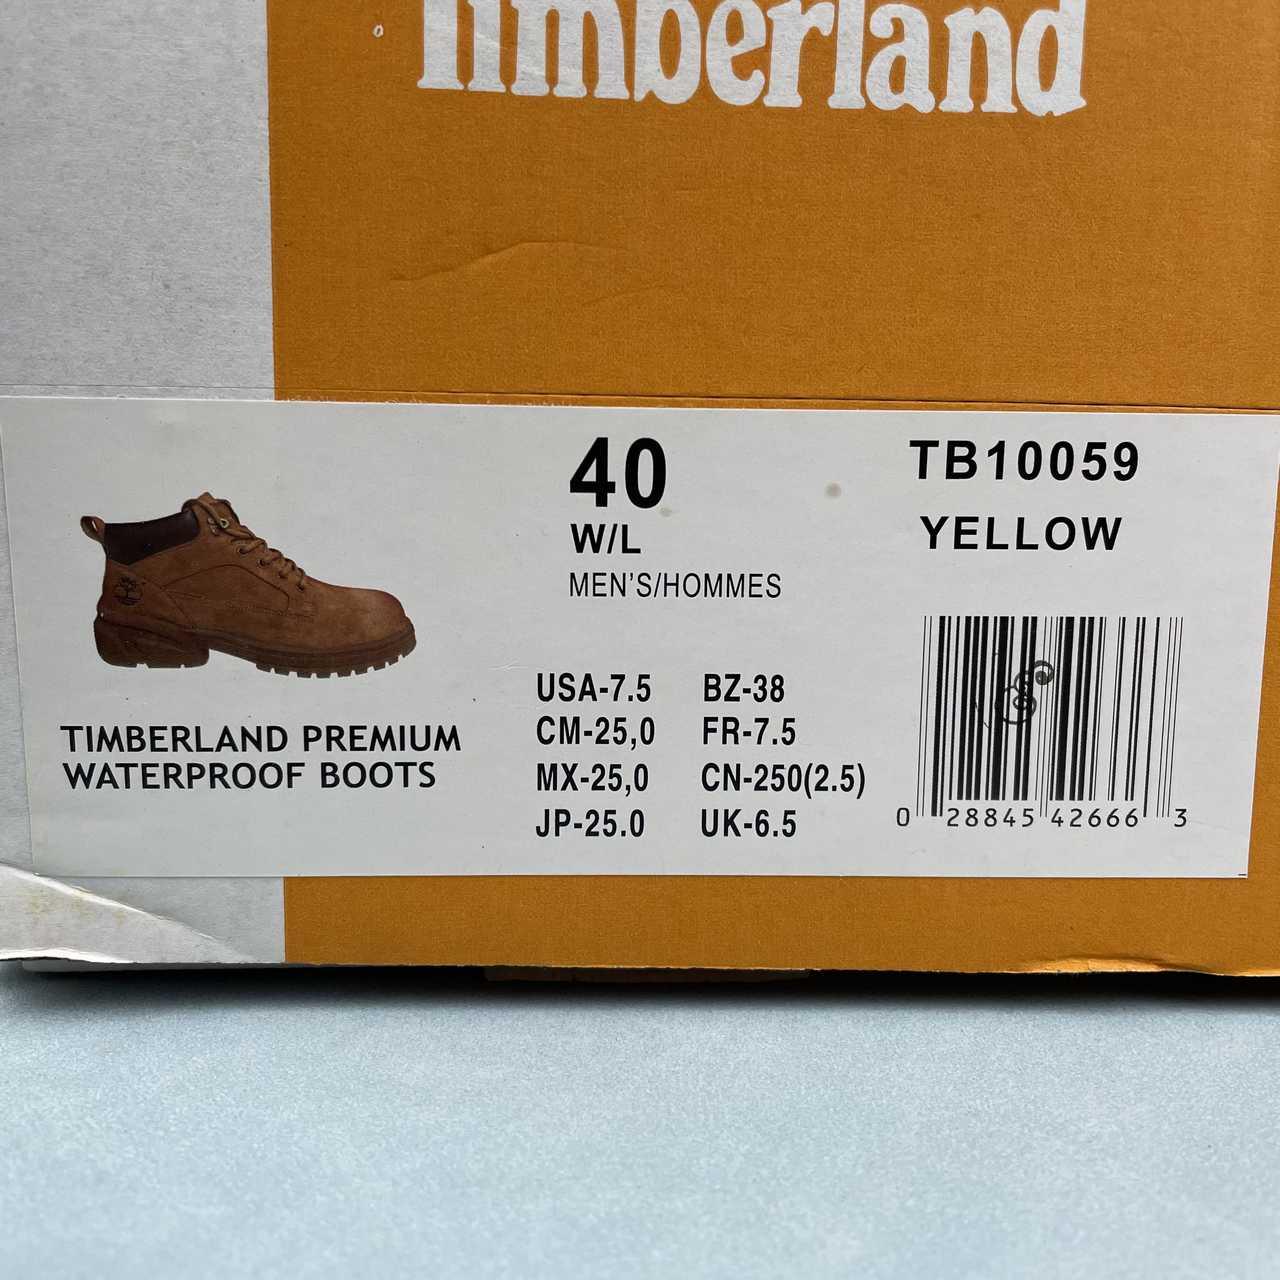 Timberland
40
W/L
MEN'S/HOMMES
TB10059
YELLOW
TIMBERLAND PREMIUM
WATERPROOF BOOTS
USA-7.5 BZ-38
CM-25,0 FR-7.5
MX-25,0 CN-250(2.5)
JP-25.0 UK-6.5
0 28845 42666 3